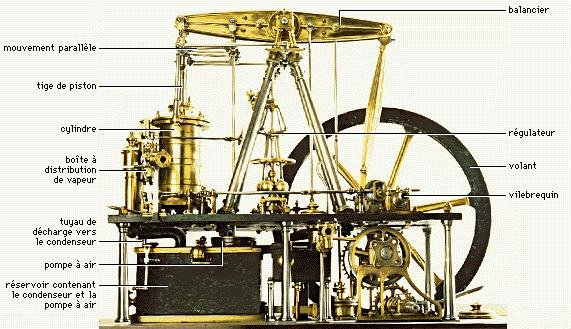 balancier
mouvement parallèle
tige de piston
cylindre
régulateur
boîte à
distribution
de vapeur
volant
vilebrequin
tuyau de
décharge vers
le condenseur
pompe à air
réservoir contenant
le condenseur et la
pompe à air